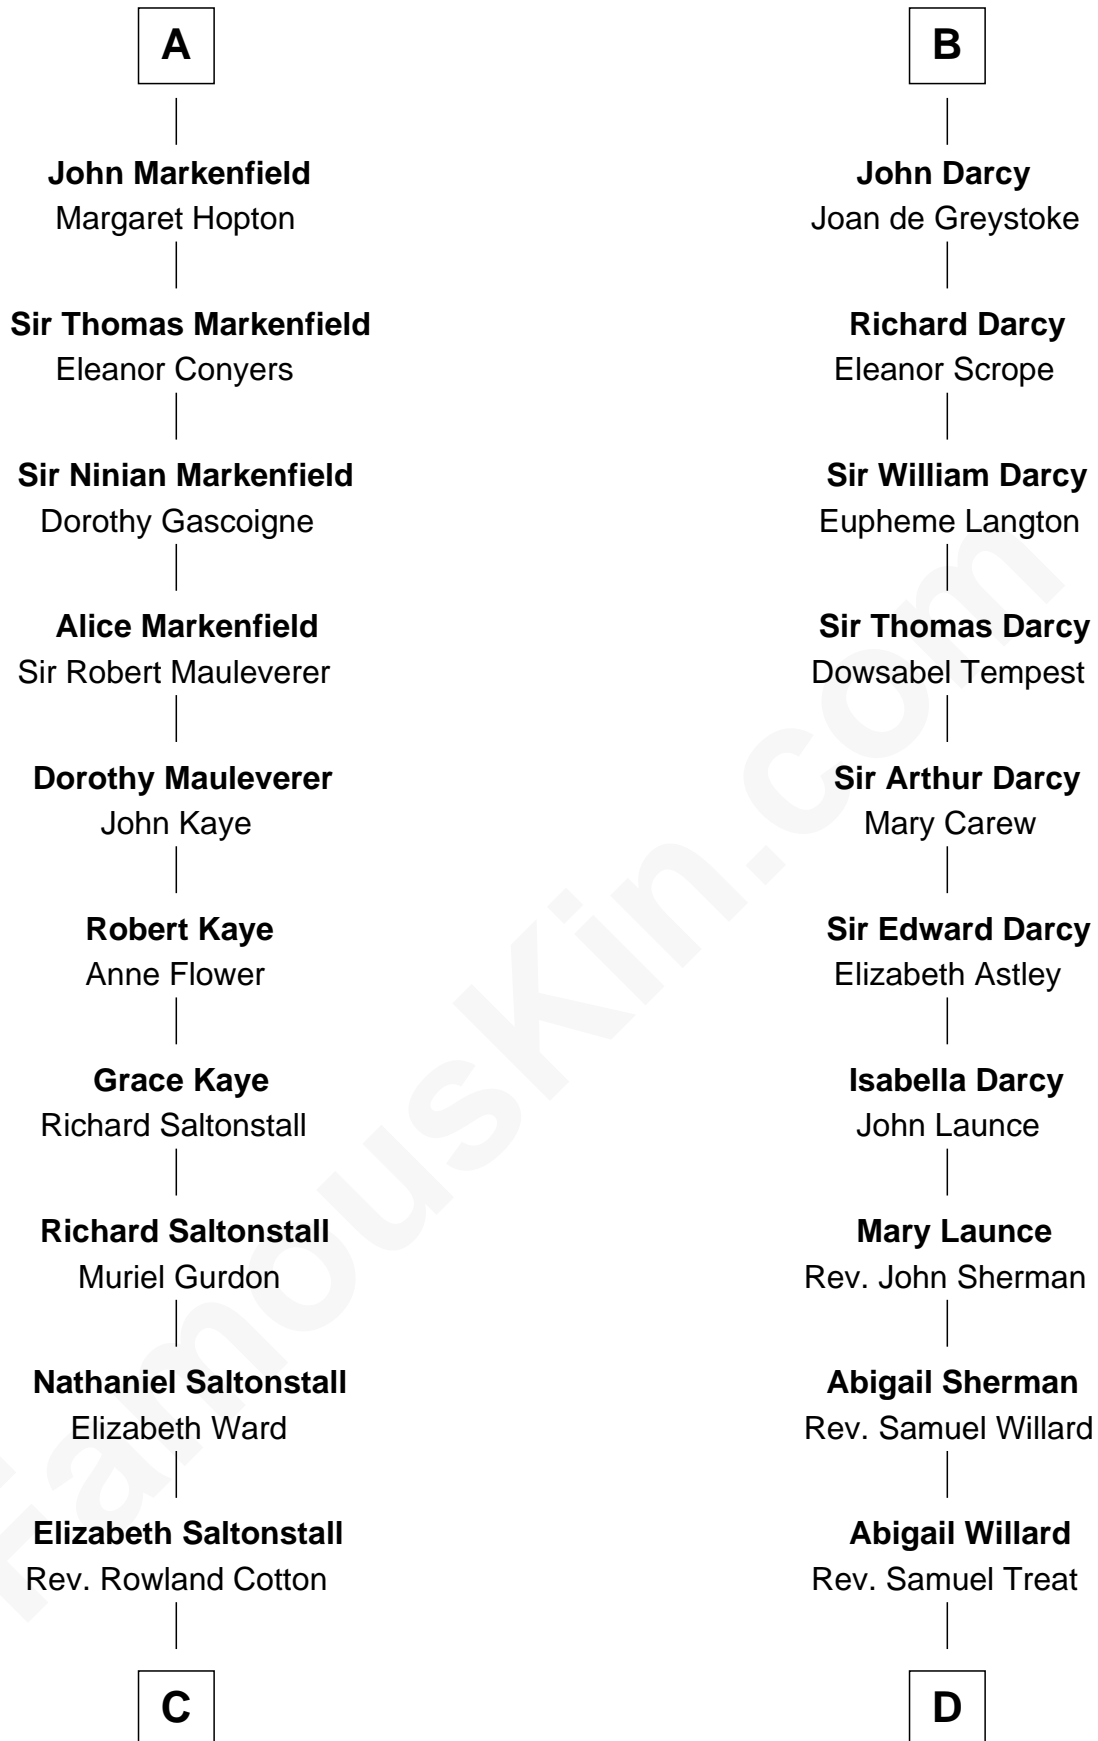 A
John Markenfield
Margaret Hopton
Sir Thomas Markenfield
Eleanor Conyers
Sir Ninian Markenfield
Dorothy Gascoigne
Alice Markenfield
Sir Robert Mauleverer
Dorothy Mauleverer
John Kaye
Robert Kaye
Anne Flower
Grace Kaye
Richard Saltonstall
Richard Saltonstall
Muriel Gurdon
Nathaniel Saltonstall
Elizabeth Ward
Elizabeth Saltonstall
Rev. Rowland Cotton
C
B
John Darcy
Joan de Greystoke
Richard Darcy
Eleanor Scrope
Sir William Darcy
Eupheme Langton
Sir Thomas Darcy
Dowsabel Tempest
Sir Arthur Darcy
Mary Carew
Sir Edward Darcy
Elizabeth Astley
Isabella Darcy
John Launce
Mary Launce
Rev. John Sherman
Abigail Sherman
Rev. Samuel Willard
Abigail Willard
Rev. Samuel Treat
D
FamousKin.com